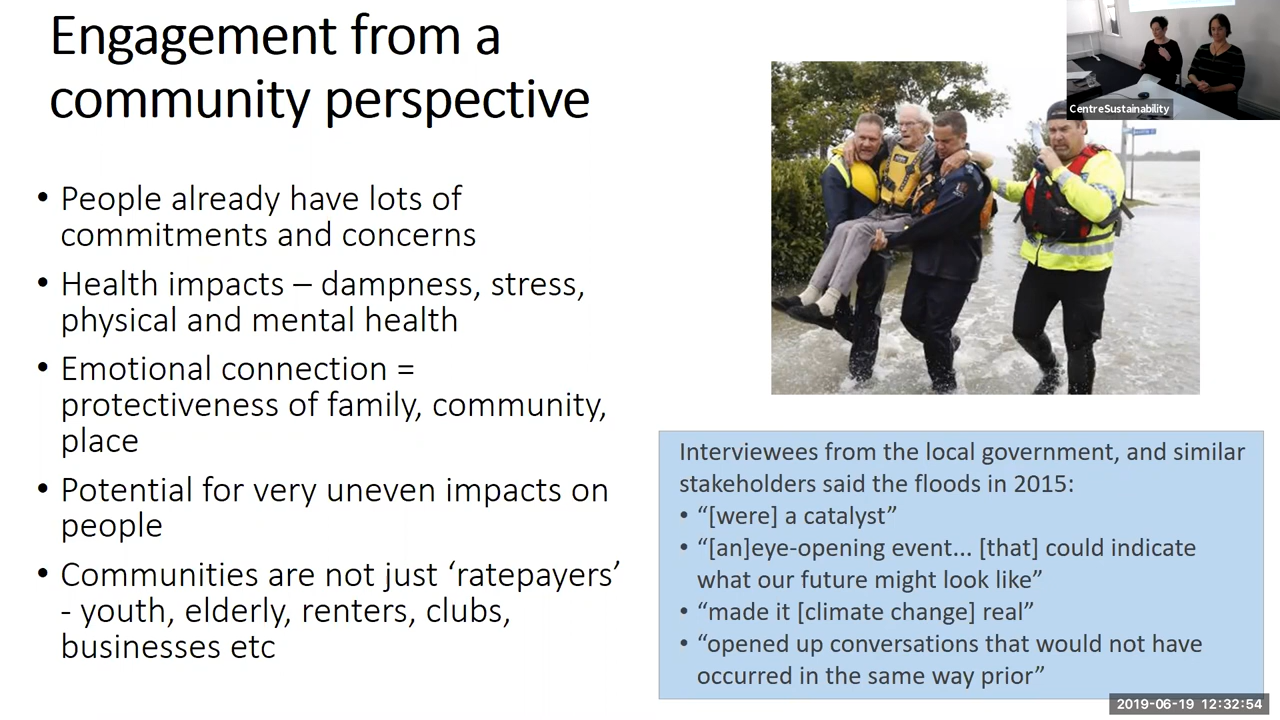 Engagement from a
community perspective
• People already have lots of
commitments and concerns
• Health impacts – dampness, stress,
physical and mental health
• Emotional connection =
protectiveness of family, community,
place
• Potential for very uneven impacts on
people
• Communities are not just ‘ratepayers’
- youth, elderly, renters, clubs,
businesses etc
CentreSustainability
Interviewees from the local government, and similar
stakeholders said the floods in 2015:
• “[were] a catalyst”
• “[an]eye-opening event... [that] could indicate
what our future might look like”
• “made it [climate change] real”
• “opened up conversations that would not have
occurred in the same way prior”
2019-06-19 12:32:54